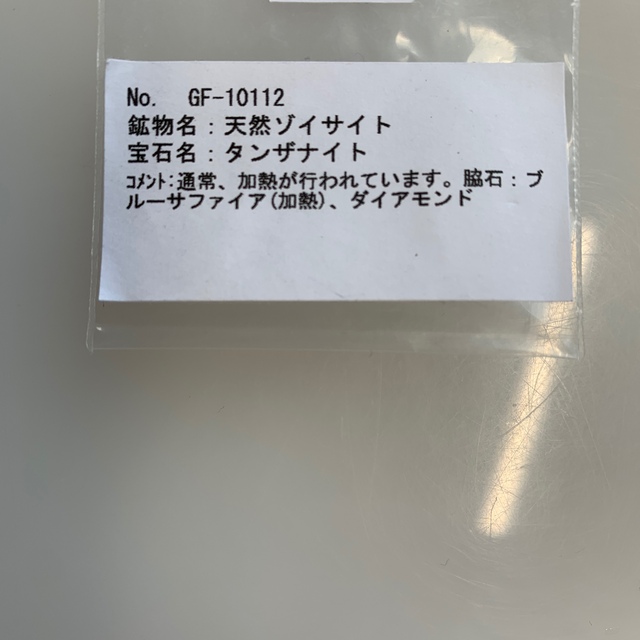 No. GF-10112
鉱物名：天然ゾイサイト
宝石名：タンザナイト
ｺﾒﾝﾄ:通常、加熱が行われています。脇石：ブ
ルーサファイア(加熱)、ダイアモンド